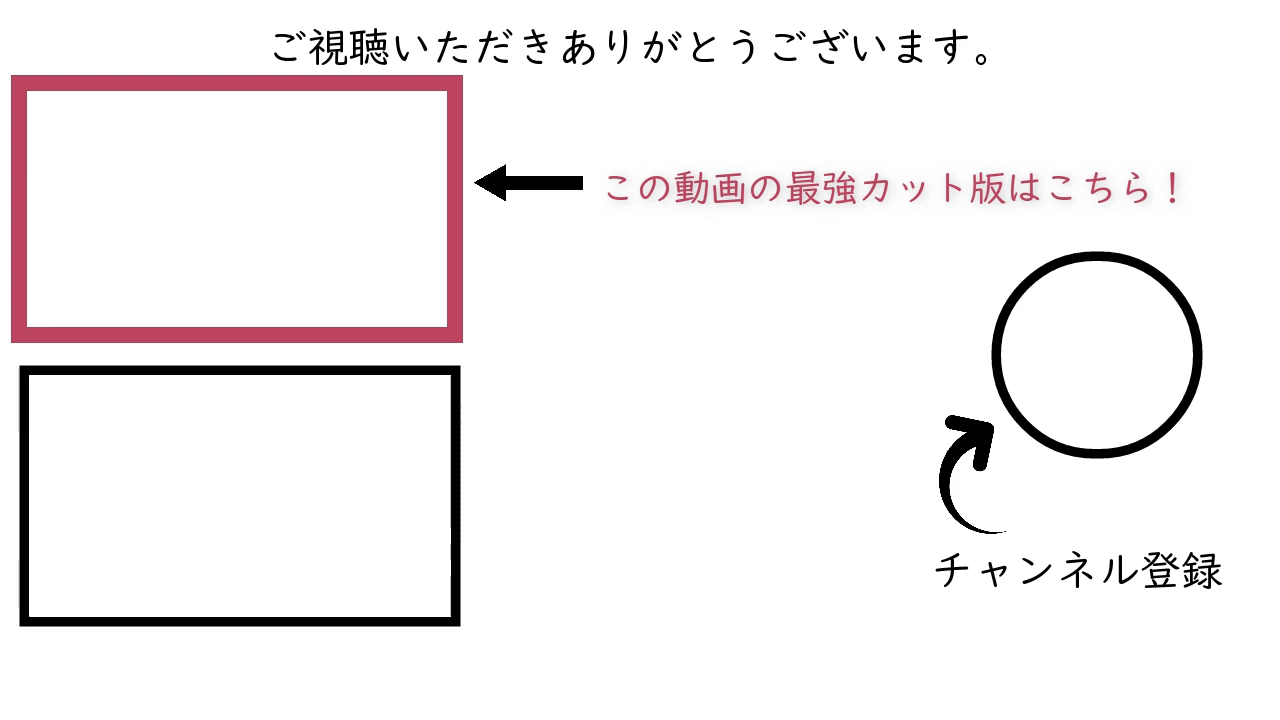 ご視聴いただきありがとうございます。
この動画の最強カット版はこちら！
チャンネル登録